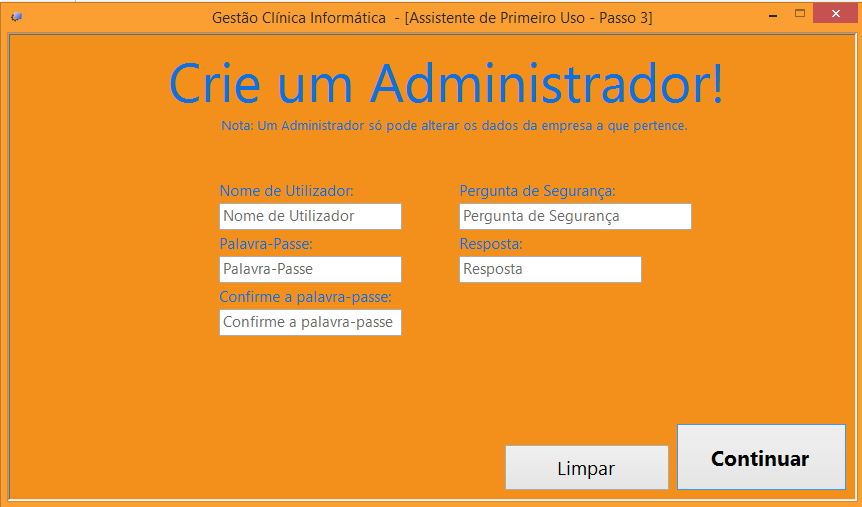 Gestão Clínica Informática  - [Assistente de Primeiro Uso - Passo 3]
Crie um Administrador!
Nota: Um Administrador só pode alterar os dados da empresa a que pertence.
Nome de Utilizador:
Nome de Utilizador
Palavra-Passe:
Palavra-Passe
Confirme a palavra-passe:
Confirme a palavra-passe
Pergunta de Segurança:
Pergunta de Segurança
Resposta:
Resposta
Limpar
Continuar